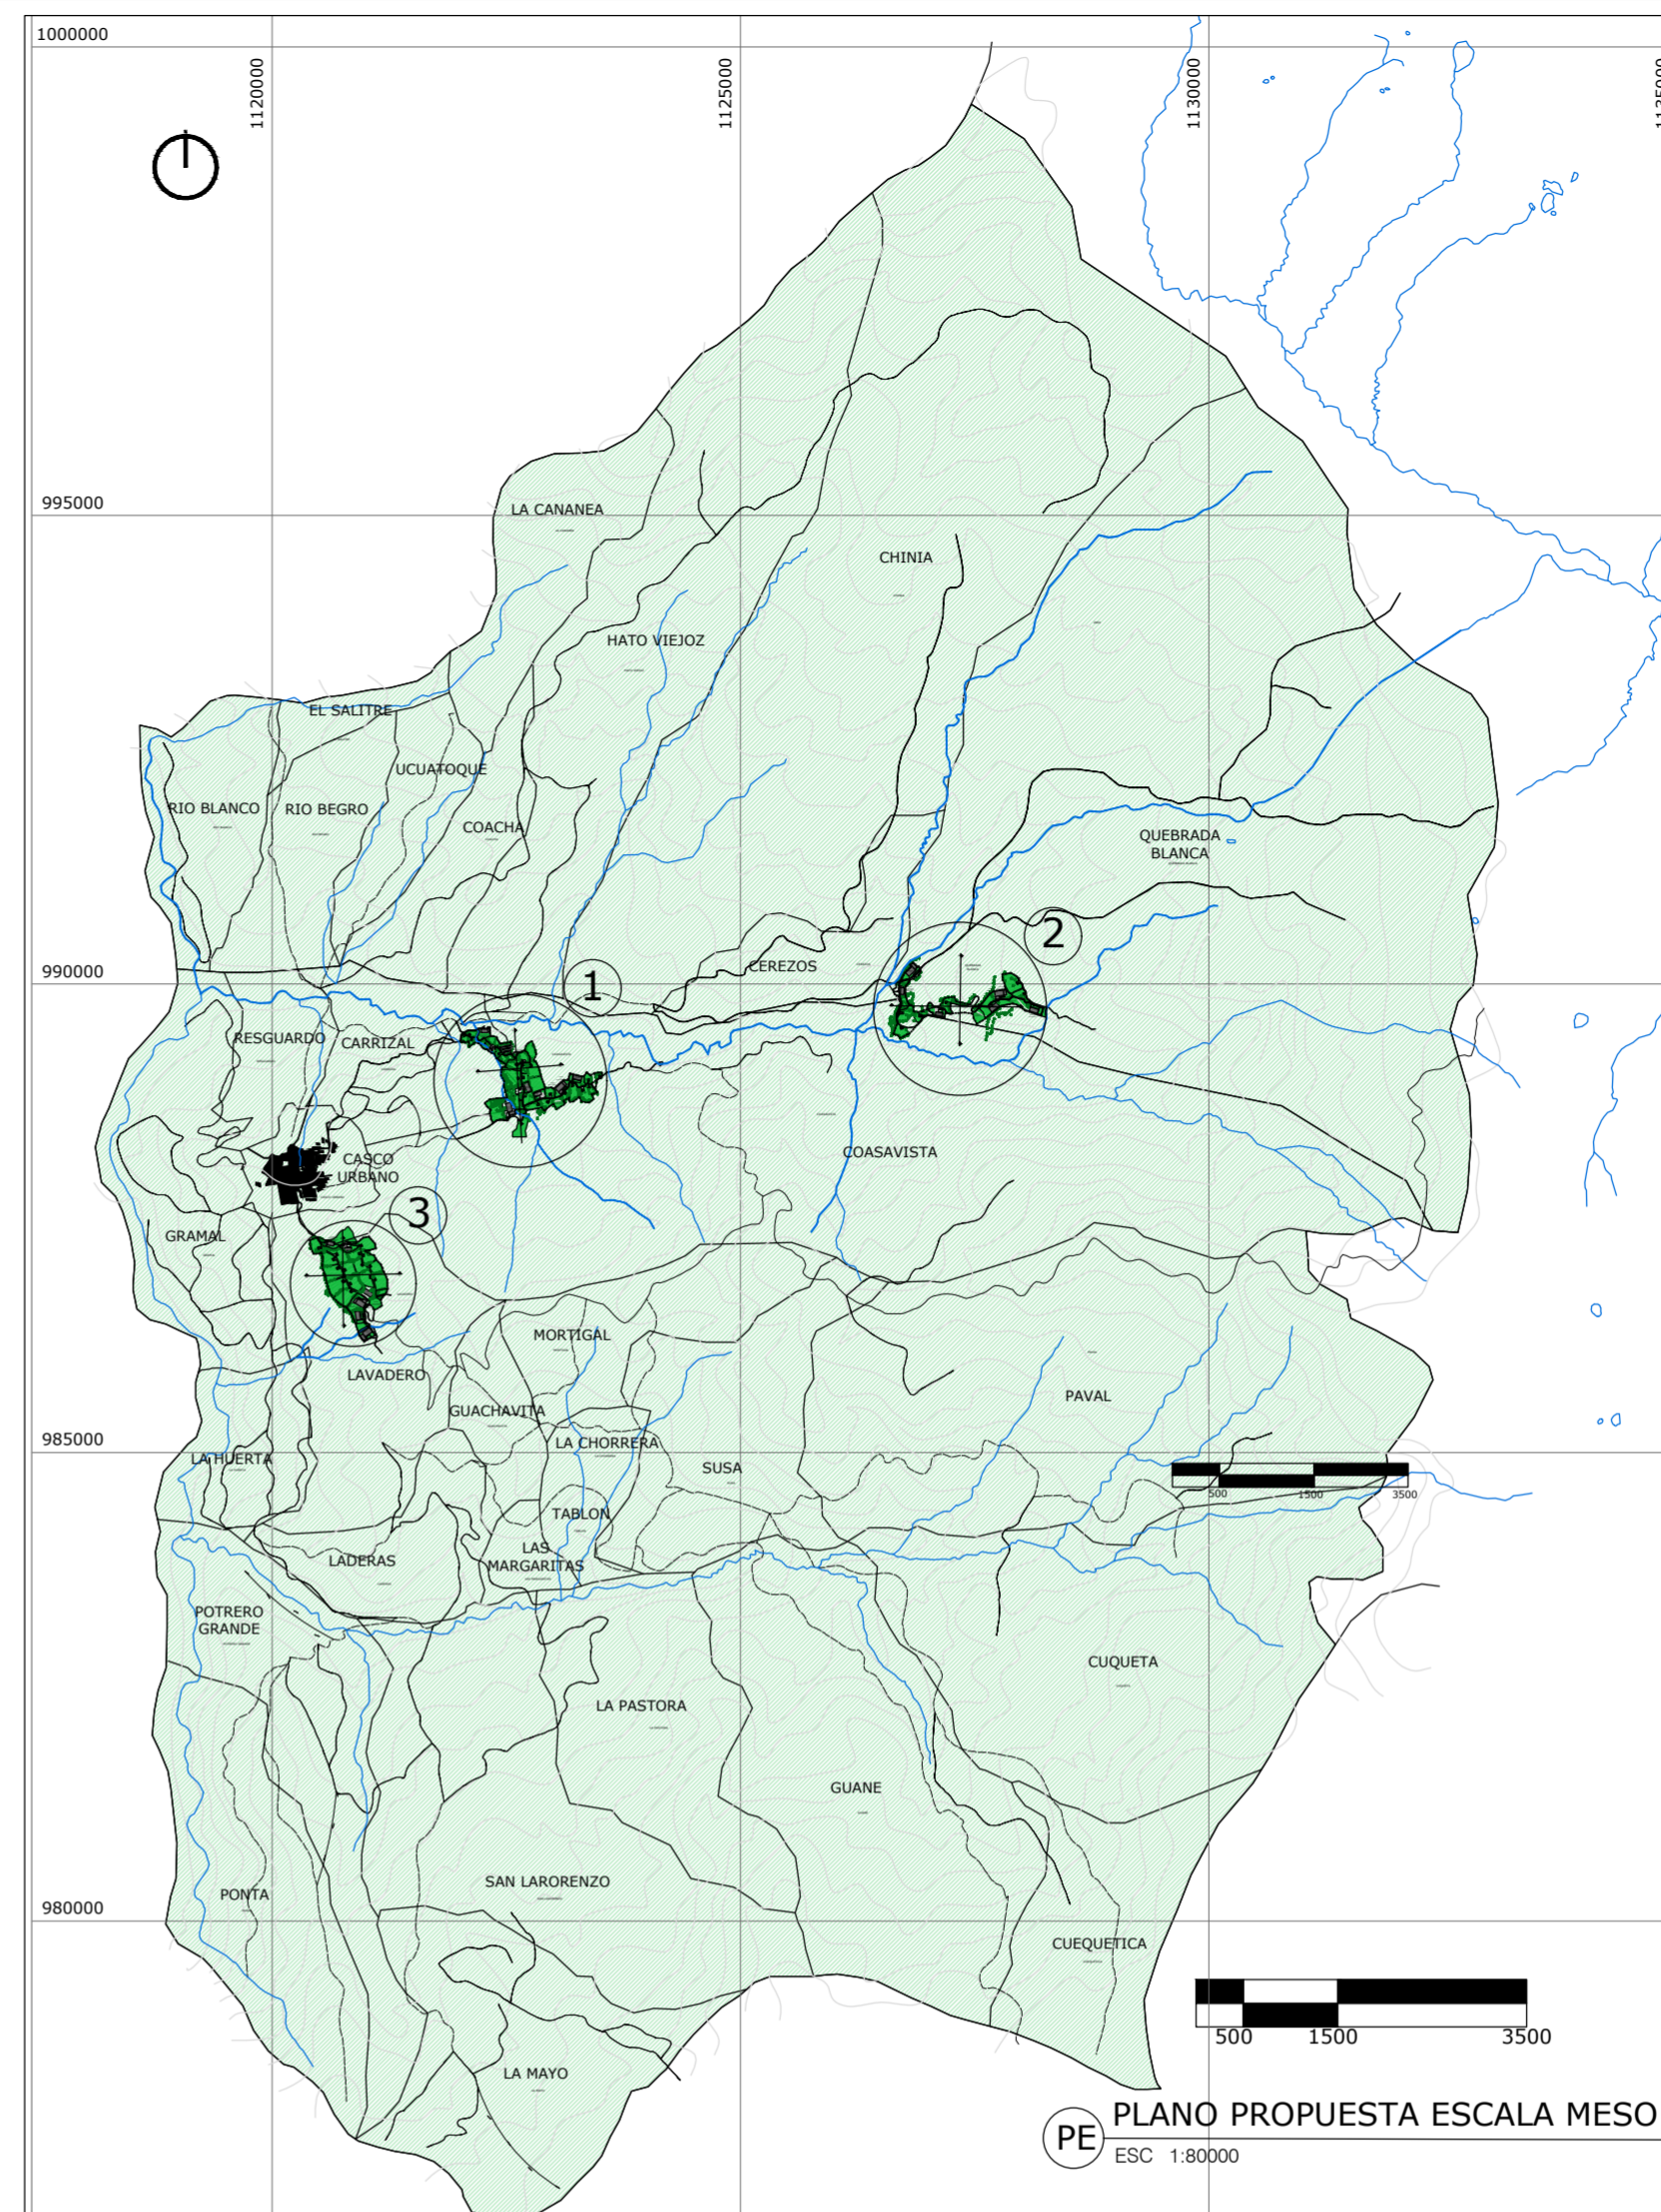 1000000
1120000
1125000
1130000
995000
LA CANANEA
CHINIA
HATO VIEJOZ
EL SALITRE
UCUATOQUE
RIO BLANCO
RIO BEGRO
COACHA
QUEBRADA
BLANCA
2
990000
CEREZOS
1
RESGUARDO
CARRIZAL
COASAVISTA
CASCO
URBANO
3
GRAMAL
MORTIGAL
LAVADERO
PAVAL
GUACHAVITA
LA CHORRERA
985000
LA HUERTA
SUSA
500
1500
3500
TABLON
LAS
MARGARITAS
LADERAS
POTRERO
GRANDE
CUQUETA
LA PASTORA
GUANE
SAN LARORENZO
PONTA
980000
CUEQUETICA
500
1500
3500
LA MAYO
PE
PLANO PROPUESTA ESCALA MESO
ESC 1:80000